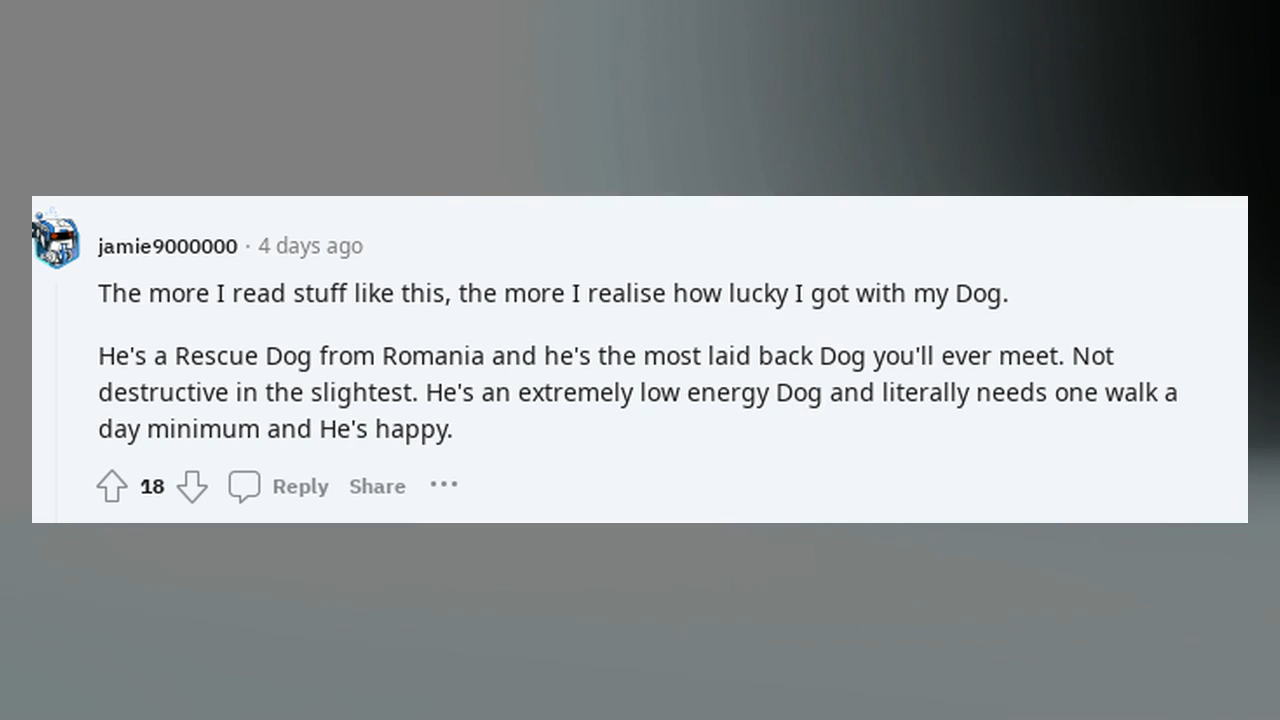 jamie9000000 · 4 days ago
The more I read stuff like this, the more I realise how lucky I got with my Dog.
He's a Rescue Dog from Romania and he's the most laid back Dog you'll ever meet. Not
destructive in the slightest. He's an extremely low energy Dog and literally needs one walk a
day minimum and He's happy.
18 Reply Share ···